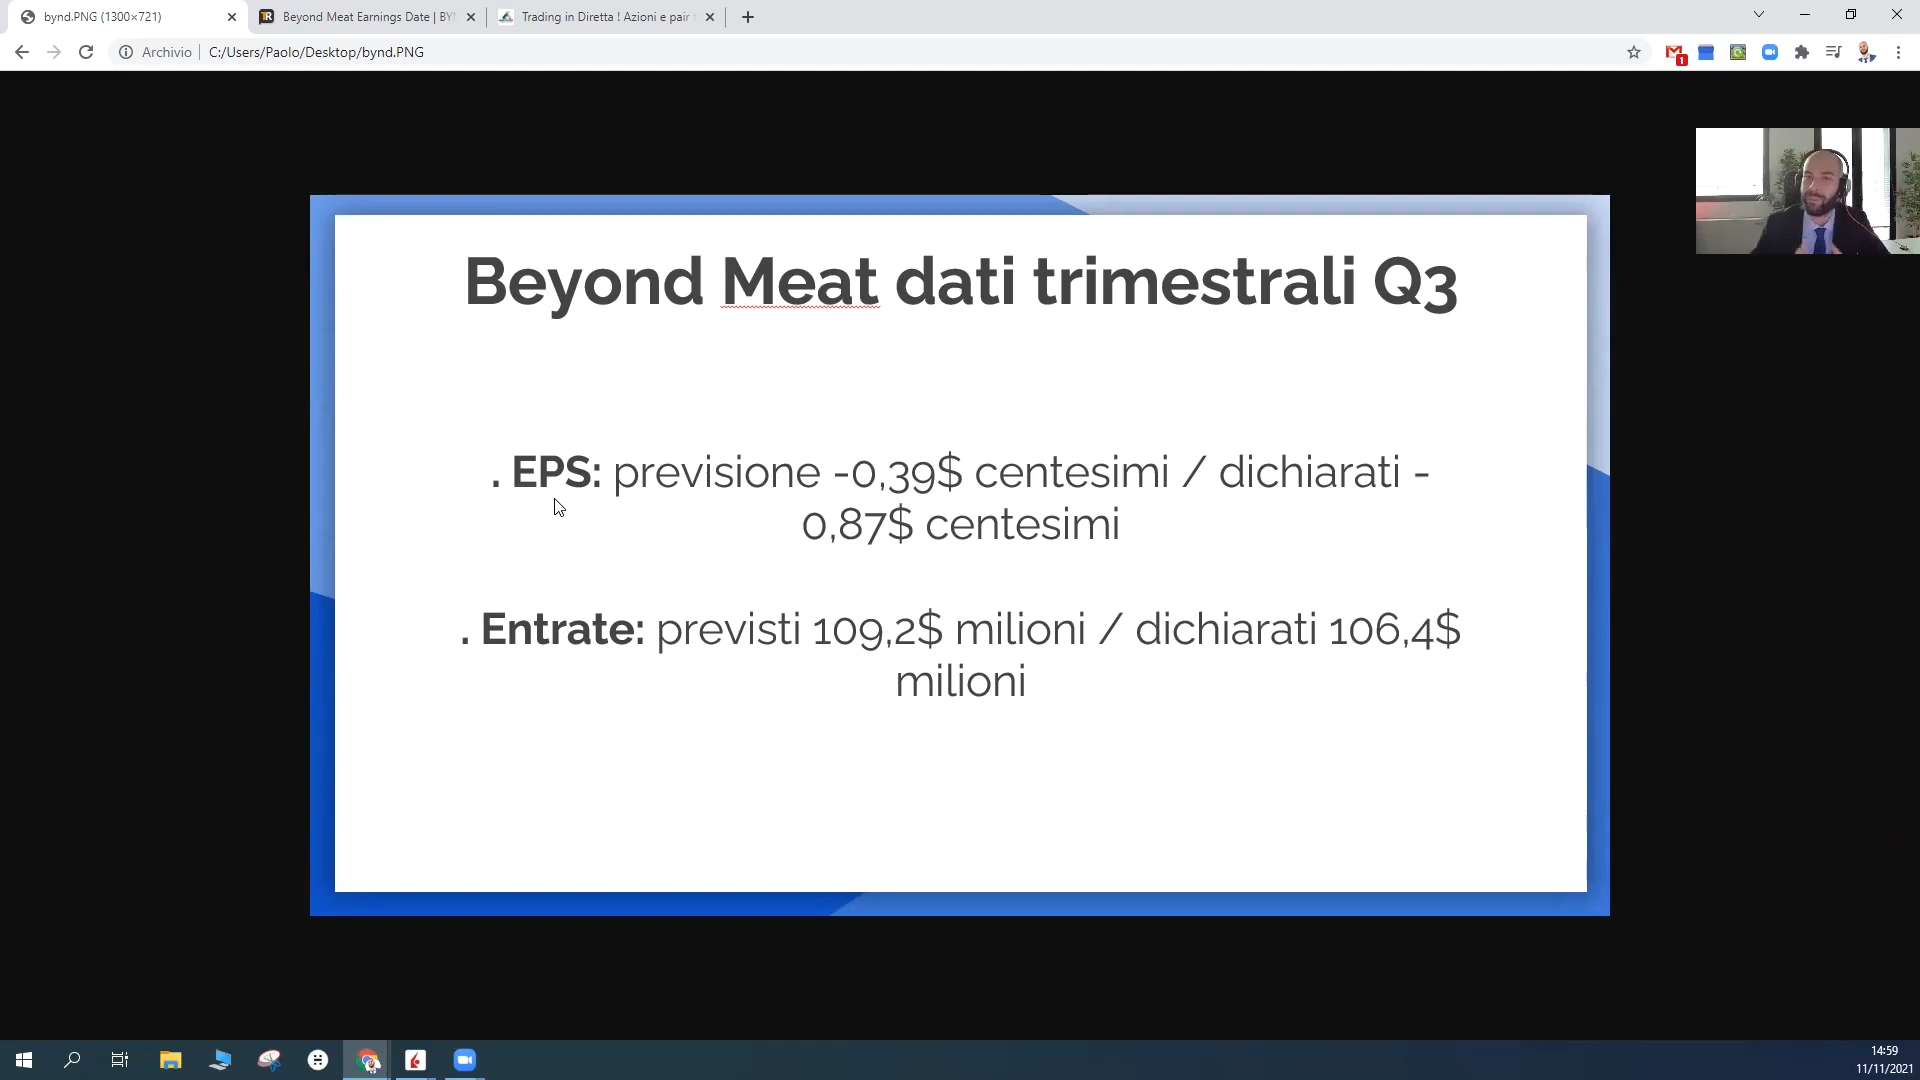 bynd.PNG (1300×721)
Beyond Meat Earnings Date | BYN
Trading in Diretta ! Azioni e pair t
Archivio
C:/Users/Paolo/Desktop/bynd.PNG
1
Beyond Meat dati trimestrali Q3
. EPS: previsione -0,39$ centesimi / dichiarati -
0,87$ centesimi
. Entrate: previsti 109,2$ milioni / dichiarati 106,4$
milioni
14:59
11/11/2021